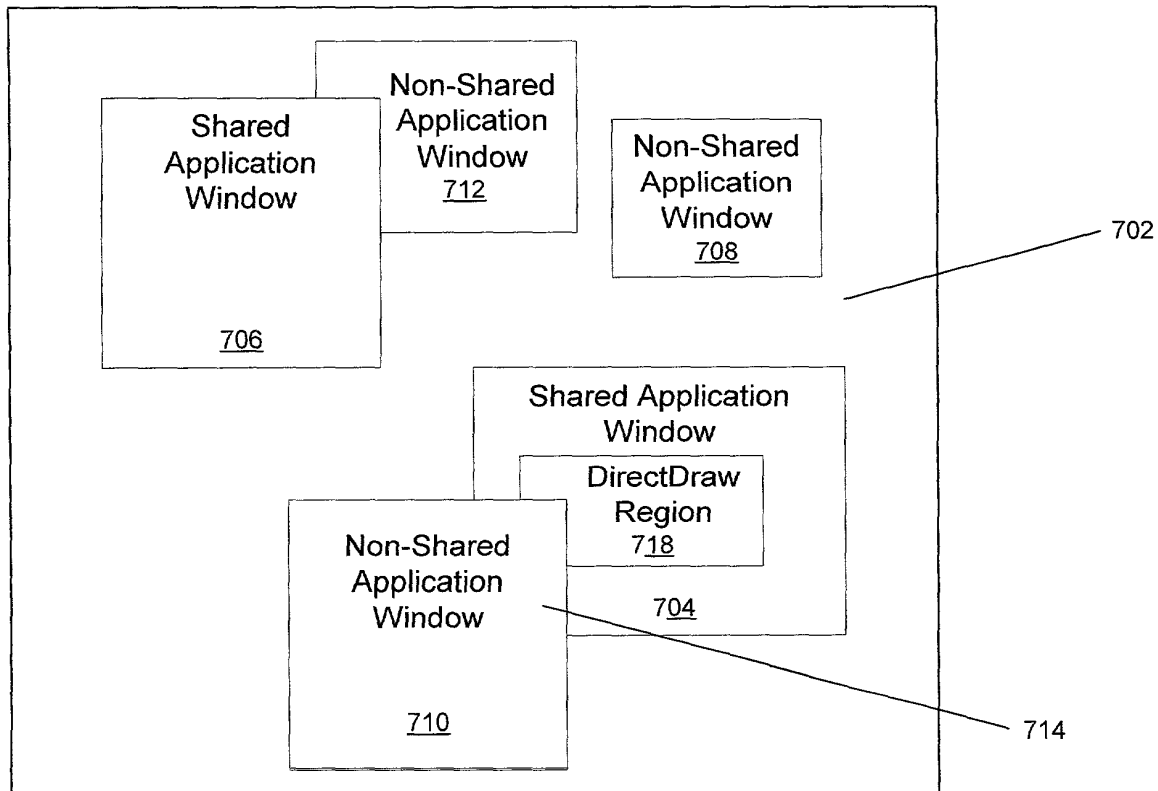 Non-Shared
Application
Window
712
Shared
Application
Window
706
Non-Shared
Application
Window
708
702
Shared Application
Window
DirectDraw
Region
718
704
Non-Shared
Application
Window
710
714